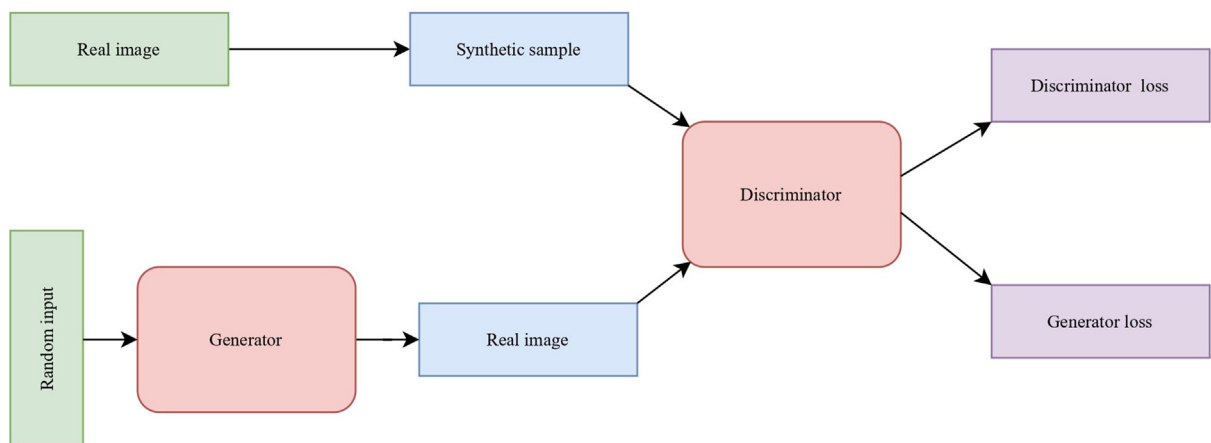 Real image
Synthetic sample
Discriminator loss
Discriminator
Random input
Generator
Real image
Generator loss